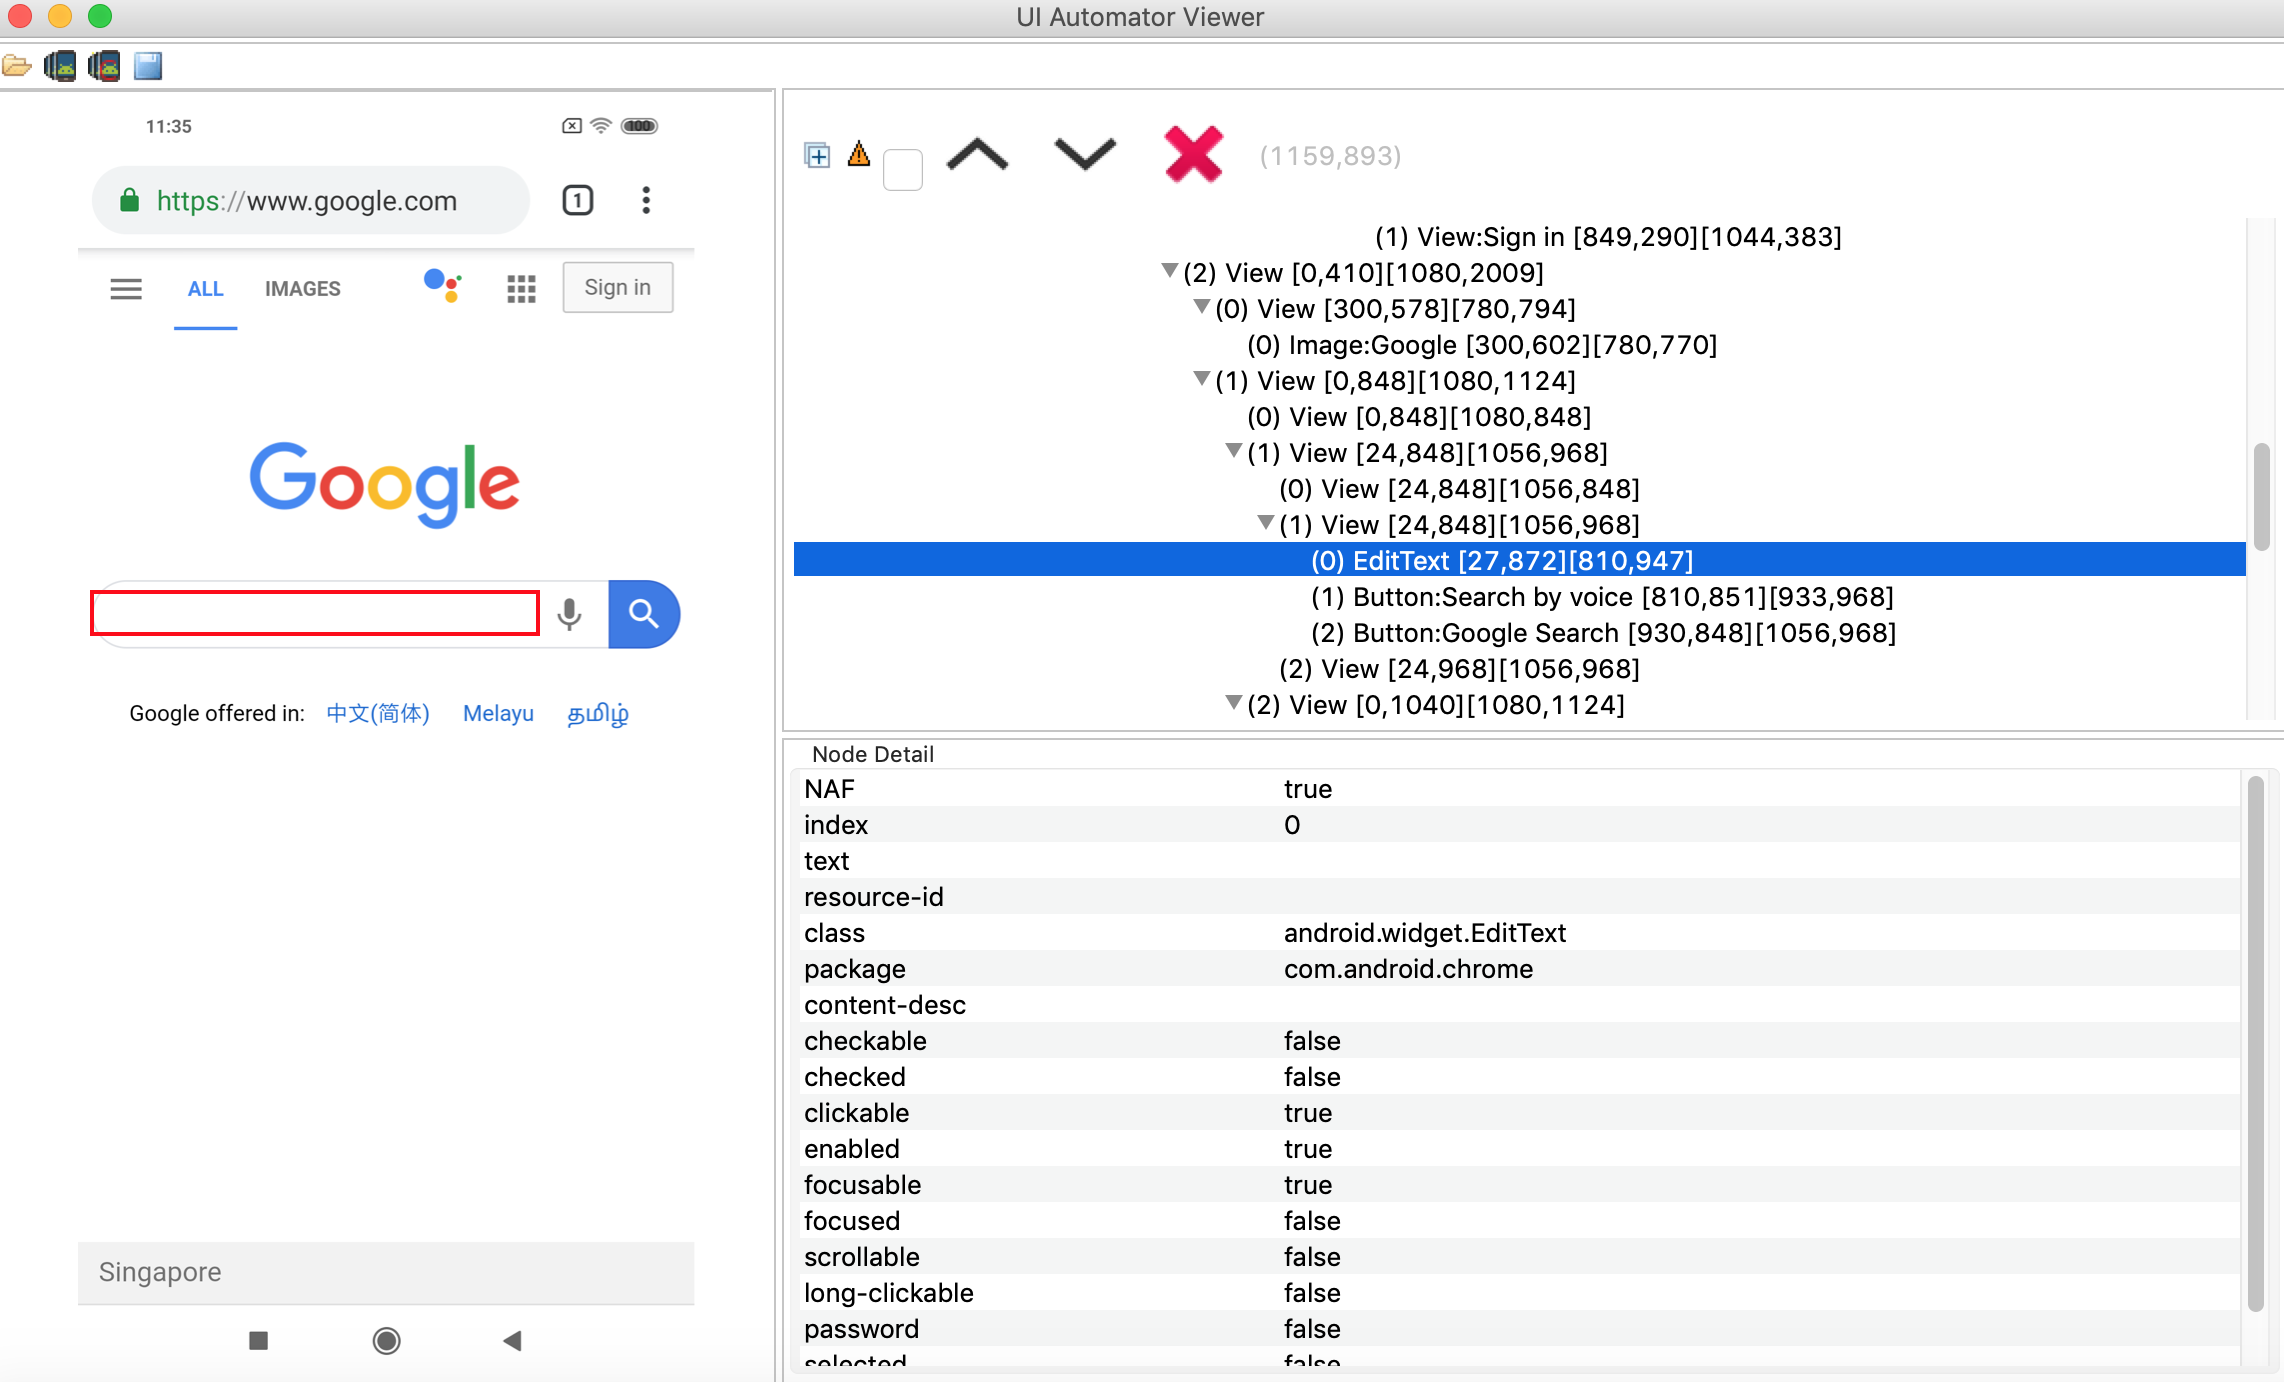 UI Automator Viewer
11:35
100
https://www.google.com
1
ALL IMAGES Sign in
Google
Google offered in: 中文(简体) Melayu தமிழ்
Singapore
(1159,893)
(1) View:Sign in [849,290][1044,383]
(2) View [0,410][1080,2009]
(0) View [300,578][780,794]
(0) Image:Google [300,602][780,770]
(1) View [0,848][1080,1124]
(0) View [0,848][1080,848]
(1) View [24,848][1056,968]
(0) View [24,848][1056,848]
(1) View [24,848][1056,968]
(0) EditText [27,872][810,947]
(1) Button:Search by voice [810,851][933,968]
(2) Button:Google Search [930,848][1056,968]
(2) View [24,968][1056,968]
(2) View [0,1040][1080,1124]
Node Detail
NAF true
index 0
text
resource-id
class android.widget.EditText
package com.android.chrome
content-desc
checkable false
checked false
clickable true
enabled true
focusable true
focused false
scrollable false
long-clickable false
password false
selected false